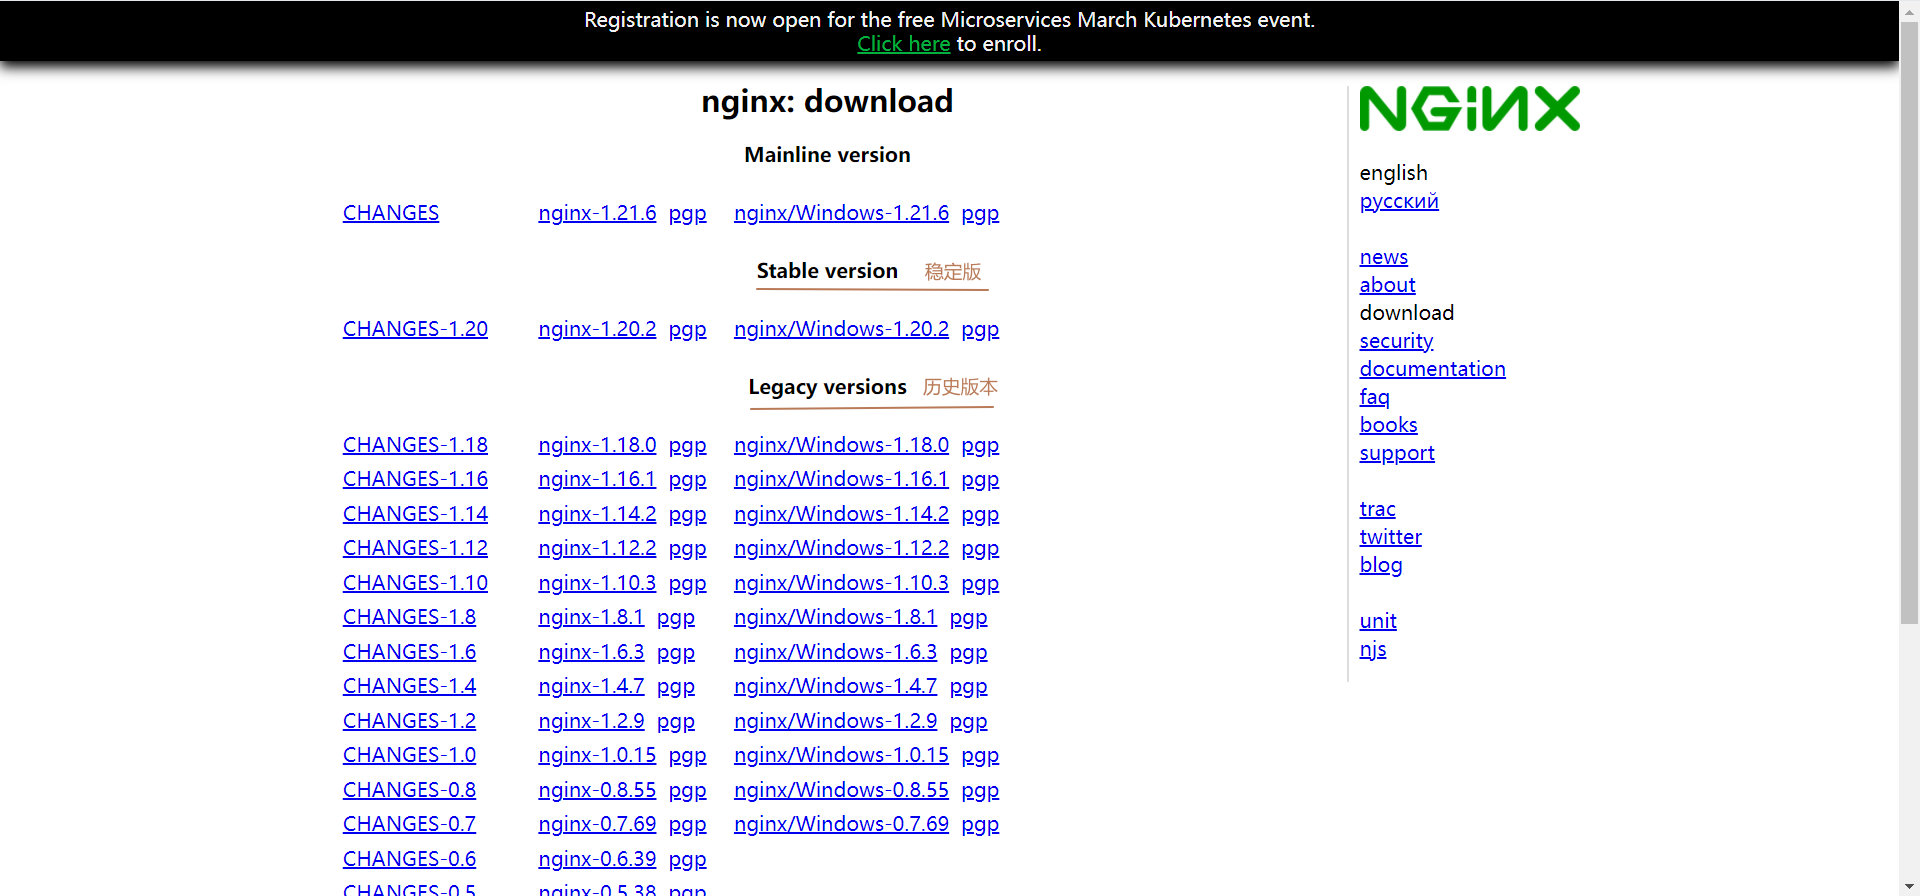 Registration is now open for the free Microservices March Kubernetes event.
Click here to enroll.
nginx: download
Mainline version
CHANGES nginx-1.21.6 pgp nginx/Windows-1.21.6 pgp
Stable version 稳定版
CHANGES-1.20 nginx-1.20.2 pgp nginx/Windows-1.20.2 pgp
Legacy versions 历史版本
CHANGES-1.18 nginx-1.18.0 pgp nginx/Windows-1.18.0 pgp
CHANGES-1.16 nginx-1.16.1 pgp nginx/Windows-1.16.1 pgp
CHANGES-1.14 nginx-1.14.2 pgp nginx/Windows-1.14.2 pgp
CHANGES-1.12 nginx-1.12.2 pgp nginx/Windows-1.12.2 pgp
CHANGES-1.10 nginx-1.10.3 pgp nginx/Windows-1.10.3 pgp
CHANGES-1.8 nginx-1.8.1 pgp nginx/Windows-1.8.1 pgp
CHANGES-1.6 nginx-1.6.3 pgp nginx/Windows-1.6.3 pgp
CHANGES-1.4 nginx-1.4.7 pgp nginx/Windows-1.4.7 pgp
CHANGES-1.2 nginx-1.2.9 pgp nginx/Windows-1.2.9 pgp
CHANGES-1.0 nginx-1.0.15 pgp nginx/Windows-1.0.15 pgp
CHANGES-0.8 nginx-0.8.55 pgp nginx/Windows-0.8.55 pgp
CHANGES-0.7 nginx-0.7.69 pgp nginx/Windows-0.7.69 pgp
CHANGES-0.6 nginx-0.6.39 pgp
CHANGES-0.5 nginx-0.5.38 pgp
NGINX
english
русский
news
about
download
security
documentation
faq
books
support
trac
twitter
blog
unit
njs